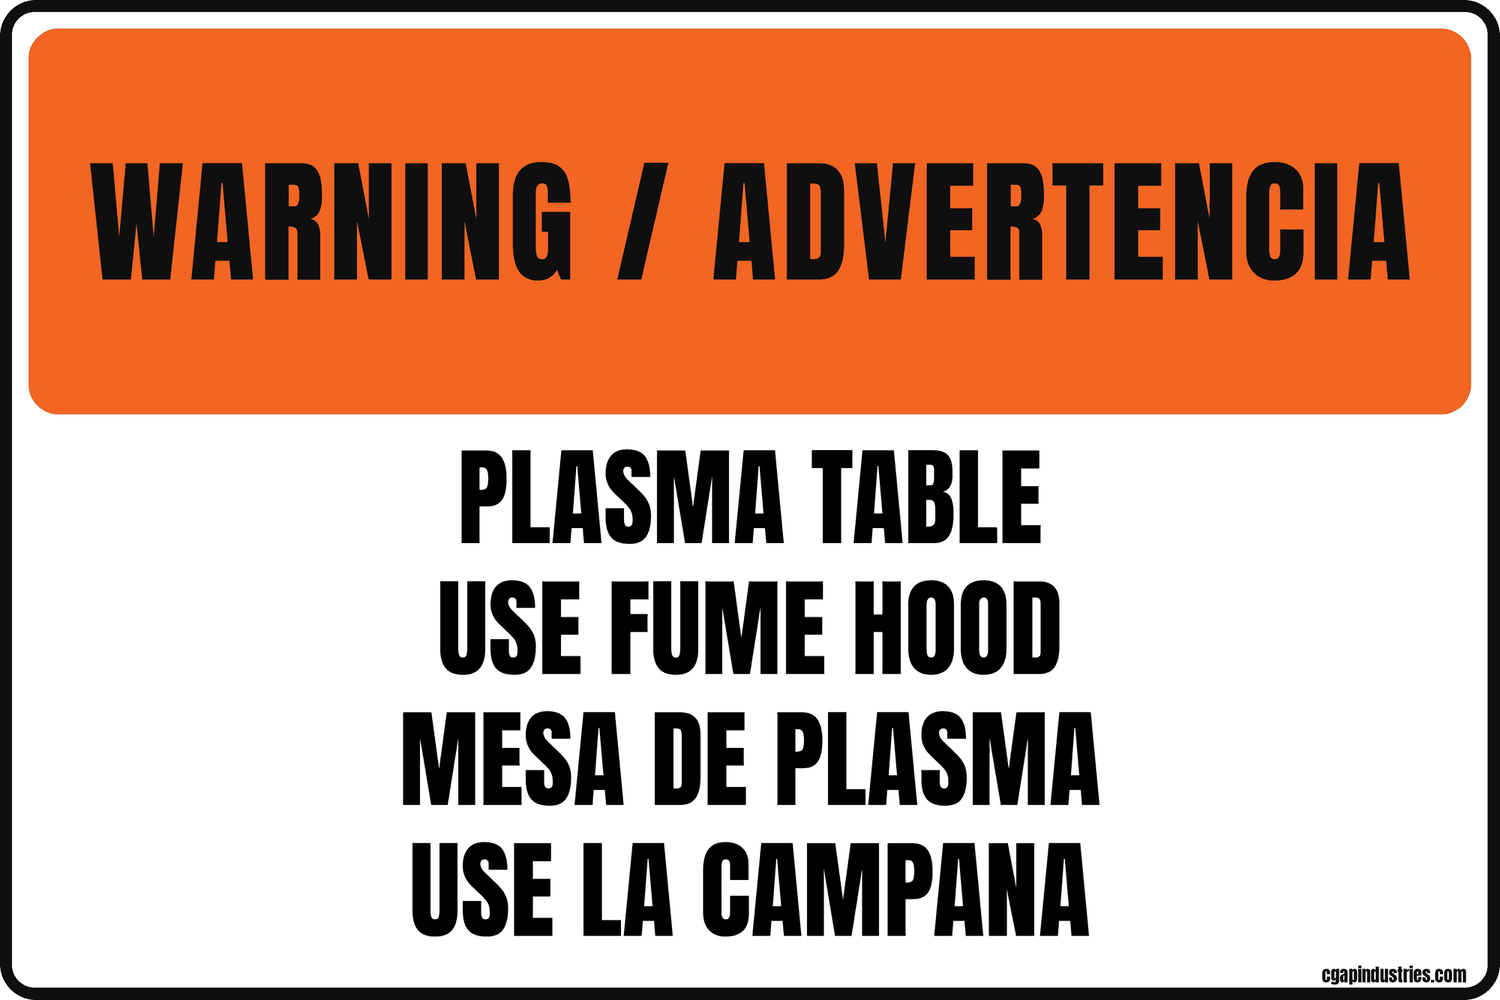 WARNING / ADVERTENCIA
PLASMA TABLE
USE FUME HOOD
MESA DE PLASMA
USE LA CAMPANA
cgapindustries.com